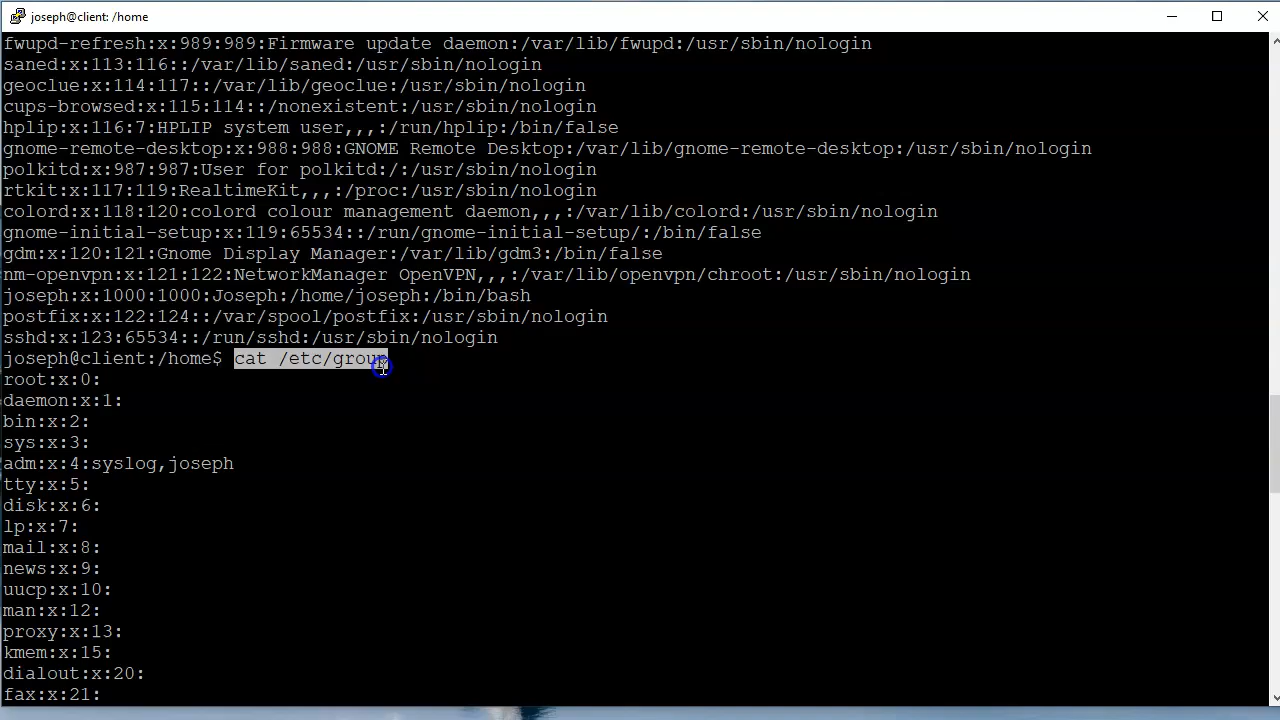 joseph@client: /home
fwupd-refresh:x:989:989:Firmware update daemon:/var/lib/fwupd:/usr/sbin/nologin
saned:x:113:116::/var/lib/saned:/usr/sbin/nologin
geoclue:x:114:117::/var/lib/geoclue:/usr/sbin/nologin
cups-browsed:x:115:114::/nonexistent:/usr/sbin/nologin
hplip:x:116:7:HPLIP system user,,,:/run/hplip:/bin/false
gnome-remote-desktop:x:988:988:GNOME Remote Desktop:/var/lib/gnome-remote-desktop:/usr/sbin/nologin
polkitd:x:987:987:User for polkitd:/:/usr/sbin/nologin
rtkit:x:117:119:RealtimeKit,,,:/proc:/usr/sbin/nologin
colord:x:118:120:colord colour management daemon,,,:/var/lib/colord:/usr/sbin/nologin
gnome-initial-setup:x:119:65534::/run/gnome-initial-setup/:/bin/false
gdm:x:120:121:Gnome Display Manager:/var/lib/gdm3:/bin/false
nm-openvpn:x:121:122:NetworkManager OpenVPN,,,:/var/lib/openvpn/chroot:/usr/sbin/nologin
joseph:x:1000:1000:Joseph:/home/joseph:/bin/bash
postfix:x:122:124::/var/spool/postfix:/usr/sbin/nologin
sshd:x:123:65534::/run/sshd:/usr/sbin/nologin
joseph@client:/home$ cat /etc/group
root:x:0:
daemon:x:1:
bin:x:2:
sys:x:3:
adm:x:4:syslog,joseph
tty:x:5:
disk:x:6:
lp:x:7:
mail:x:8:
news:x:9:
uucp:x:10:
man:x:12:
proxy:x:13:
kmem:x:15:
dialout:x:20:
fax:x:21: